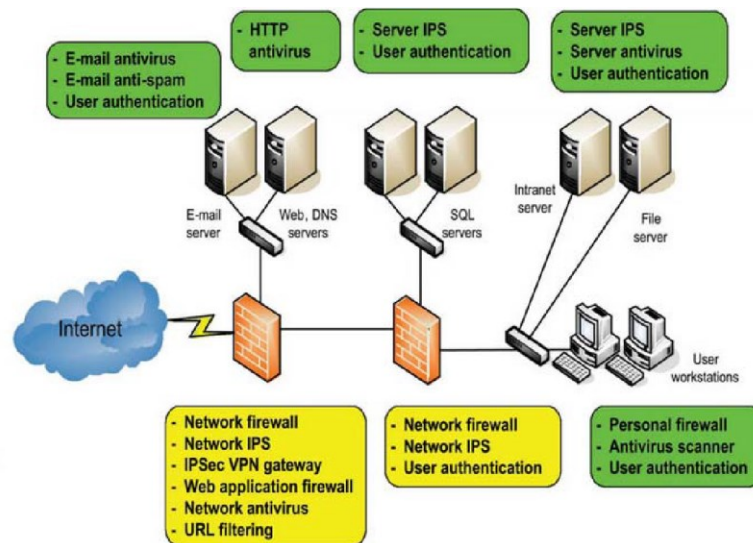 - E-mail antivirus
- E-mail anti-spam
- User authentication
- HTTP
antivirus
- Server IPS
- User authentication
- Server IPS
- Server antivirus
- User authentication
E-mail
server
Web, DNS
servers
SQL
servers
Intranet
server
File
server
Internet
User
workstations
- Network firewall
- Network IPS
- IPSec VPN gateway
- Web application firewall
- Network antivirus
- URL filtering
- Network firewall
- Network IPS
- User authentication
- Personal firewall
- Antivirus scanner
- User authentication